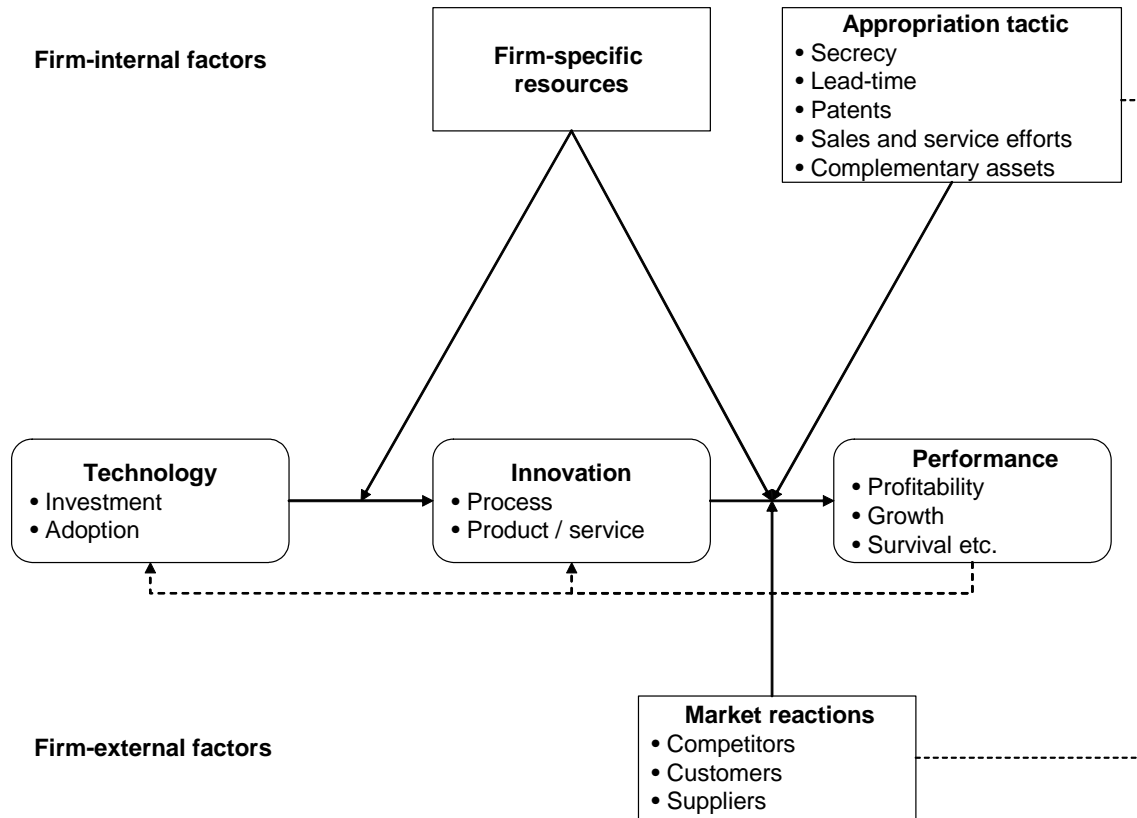 Firm-internal factors
Firm-specific
resources
Appropriation tactic
• Secrecy
• Lead-time
• Patents
• Sales and service efforts
• Complementary assets
Technology
• Investment
• Adoption
Innovation
• Process
• Product / service
Performance
• Profitability
• Growth
• Survival etc.
Firm-external factors
Market reactions
• Competitors
• Customers
• Suppliers